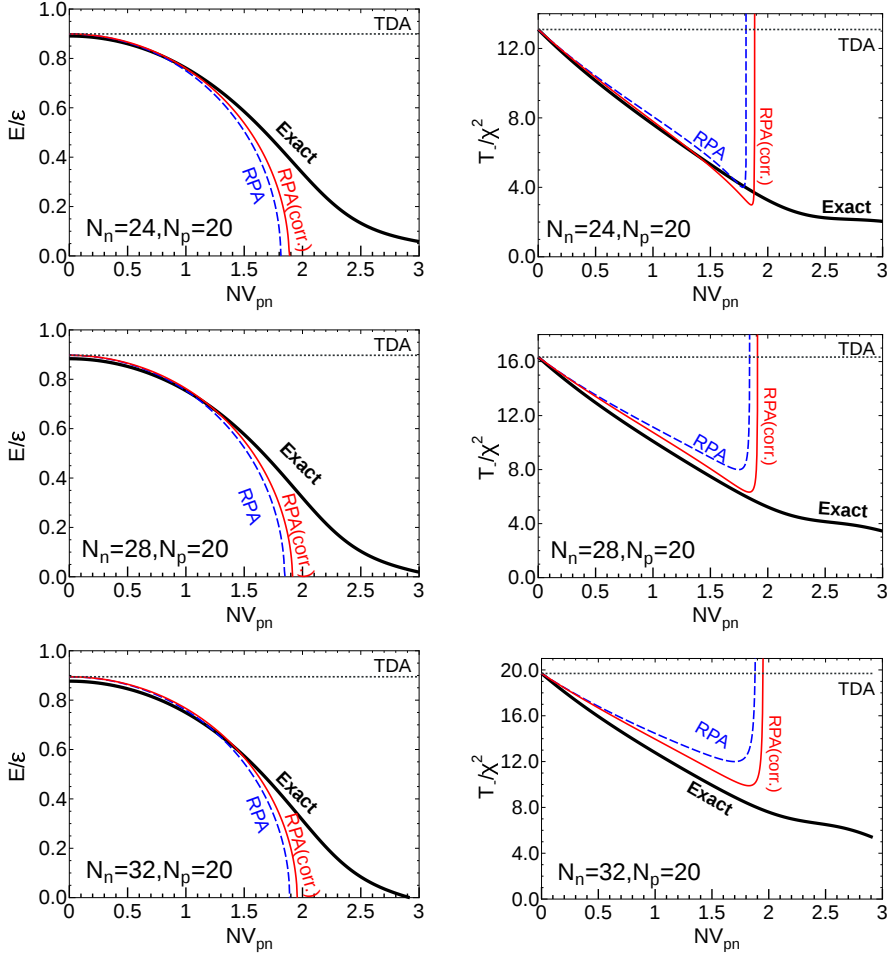 1.0
0.8
0.6
0.4
0.2
0.0
E/ε
TDA
Exact
RPA
RPA(corr.)
N_n=24,N_p=20
0 0.5 1 1.5 2 2.5 3
NV_pn
12.0
8.0
4.0
0.0
T_-/χ^2
TDA
RPA
RPA(corr.)
Exact
N_n=24,N_p=20
0 0.5 1 1.5 2 2.5 3
NV_pn
1.0
0.8
0.6
0.4
0.2
0.0
E/ε
TDA
Exact
RPA
RPA(corr.)
N_n=28,N_p=20
0 0.5 1 1.5 2 2.5 3
NV_pn
16.0
12.0
8.0
4.0
0.0
T_-/χ^2
TDA
RPA
RPA(corr.)
Exact
N_n=28,N_p=20
0 0.5 1 1.5 2 2.5 3
NV_pn
1.0
0.8
0.6
0.4
0.2
0.0
E/ε
TDA
Exact
RPA
RPA(corr.)
N_n=32,N_p=20
0 0.5 1 1.5 2 2.5 3
NV_pn
20.0
16.0
12.0
8.0
4.0
0.0
T_-/χ^2
TDA
RPA
RPA(corr.)
Exact
N_n=32,N_p=20
0 0.5 1 1.5 2 2.5 3
NV_pn